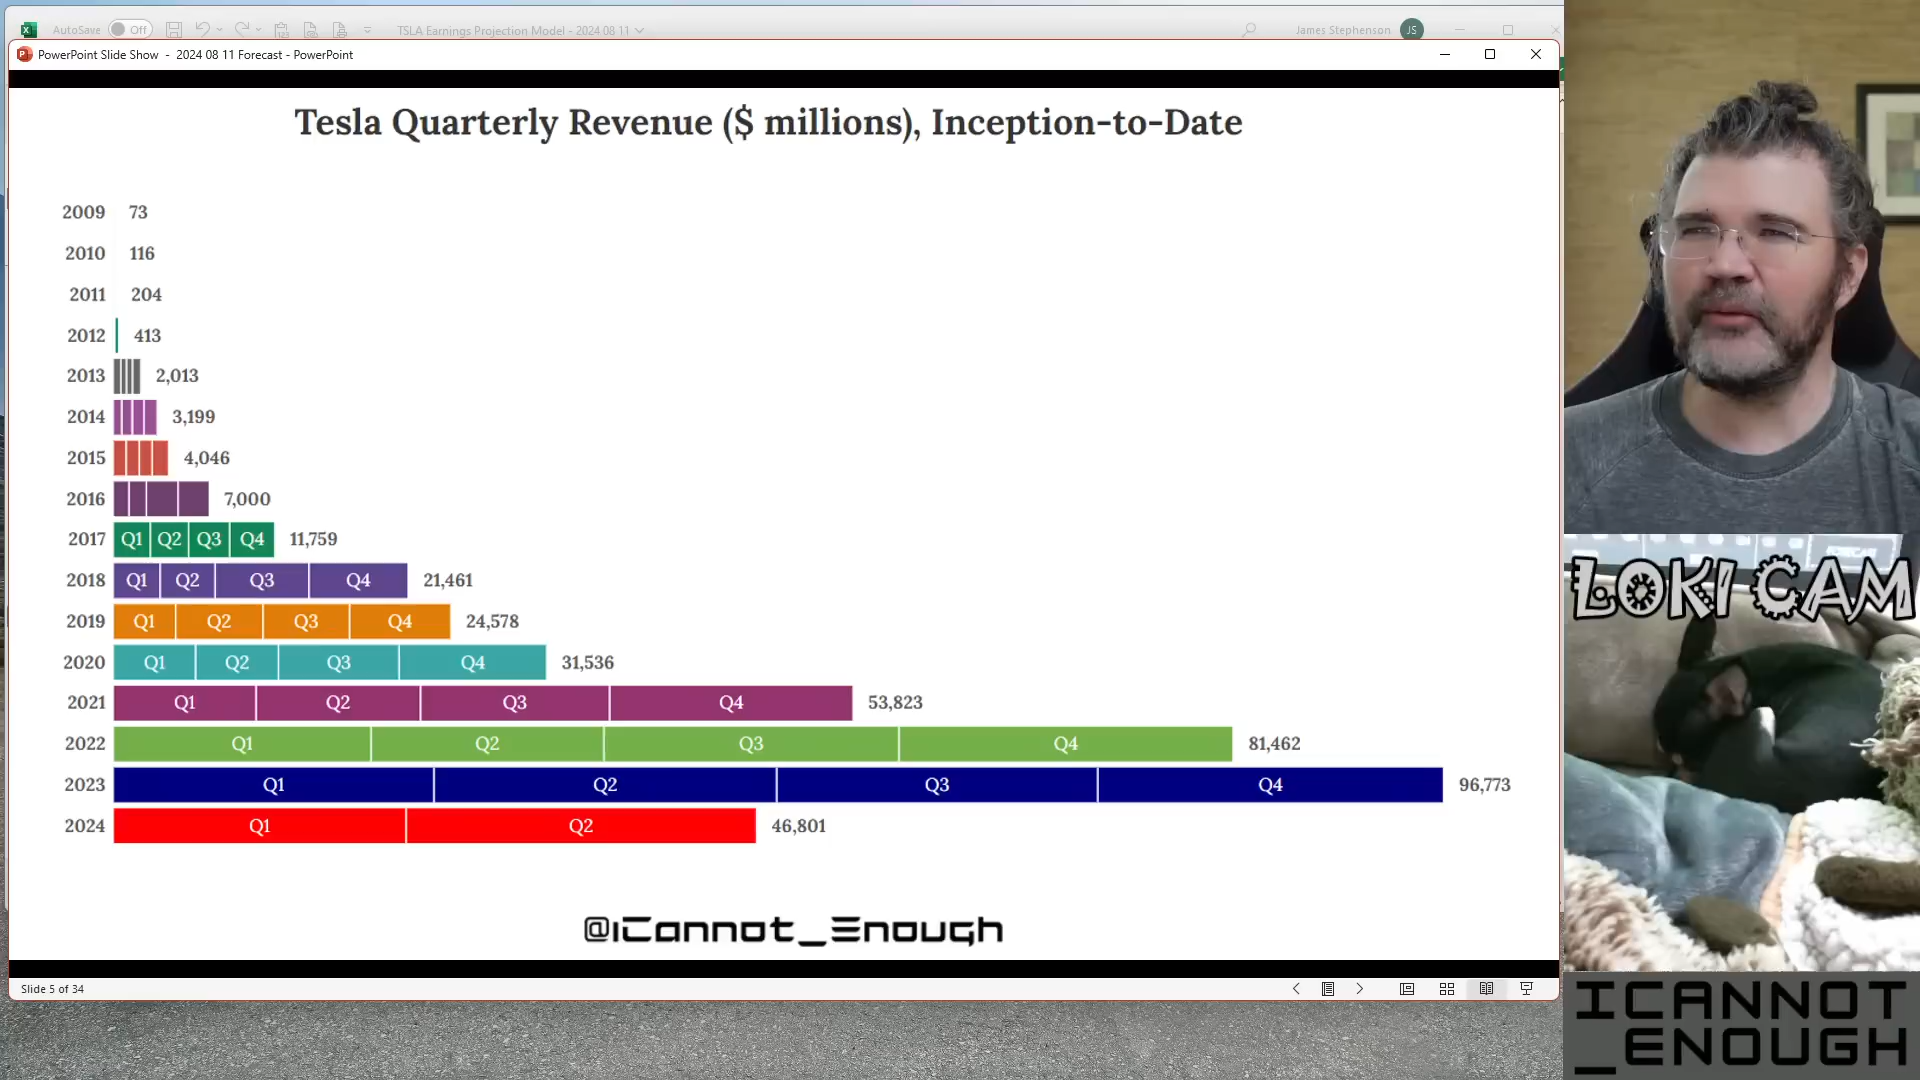 AutoSave Off TSLA Earnings Projection Model - 2024 08 11 James Stephenson JS
PowerPoint Slide Show - 2024 08 11 Forecast - PowerPoint
Tesla Quarterly Revenue ($ millions), Inception-to-Date
2009 73
2010 116
2011 204
2012 413
2013 2,013
2014 3,199
2015 4,046
2016 7,000
2017 Q1 Q2 Q3 Q4 11,759
2018 Q1 Q2 Q3 Q4 21,461
2019 Q1 Q2 Q3 Q4 24,578
2020 Q1 Q2 Q3 Q4 31,536
2021 Q1 Q2 Q3 Q4 53,823
2022 Q1 Q2 Q3 Q4 81,462
2023 Q1 Q2 Q3 Q4 96,773
2024 Q1 Q2 46,801
@iCannot_Enough
Slide 5 of 34
LOKI CAM
ICANNOT
_ENOUGH